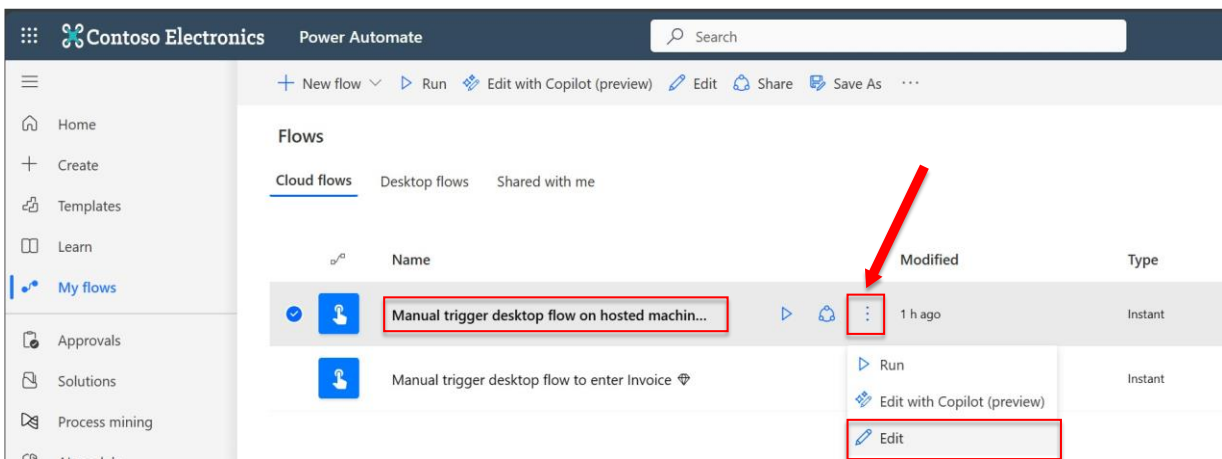 Contoso Electronics Power Automate Search
New flow Run Edit with Copilot (preview) Edit Share Save As ...
Home
Create
Templates
Learn
My flows
Approvals
Solutions
Process mining
Flows
Cloud flows Desktop flows Shared with me
Name Modified Type
Manual trigger desktop flow on hosted machin... 1 h ago Instant
Manual trigger desktop flow to enter Invoice Instant
Run
Edit with Copilot (preview)
Edit